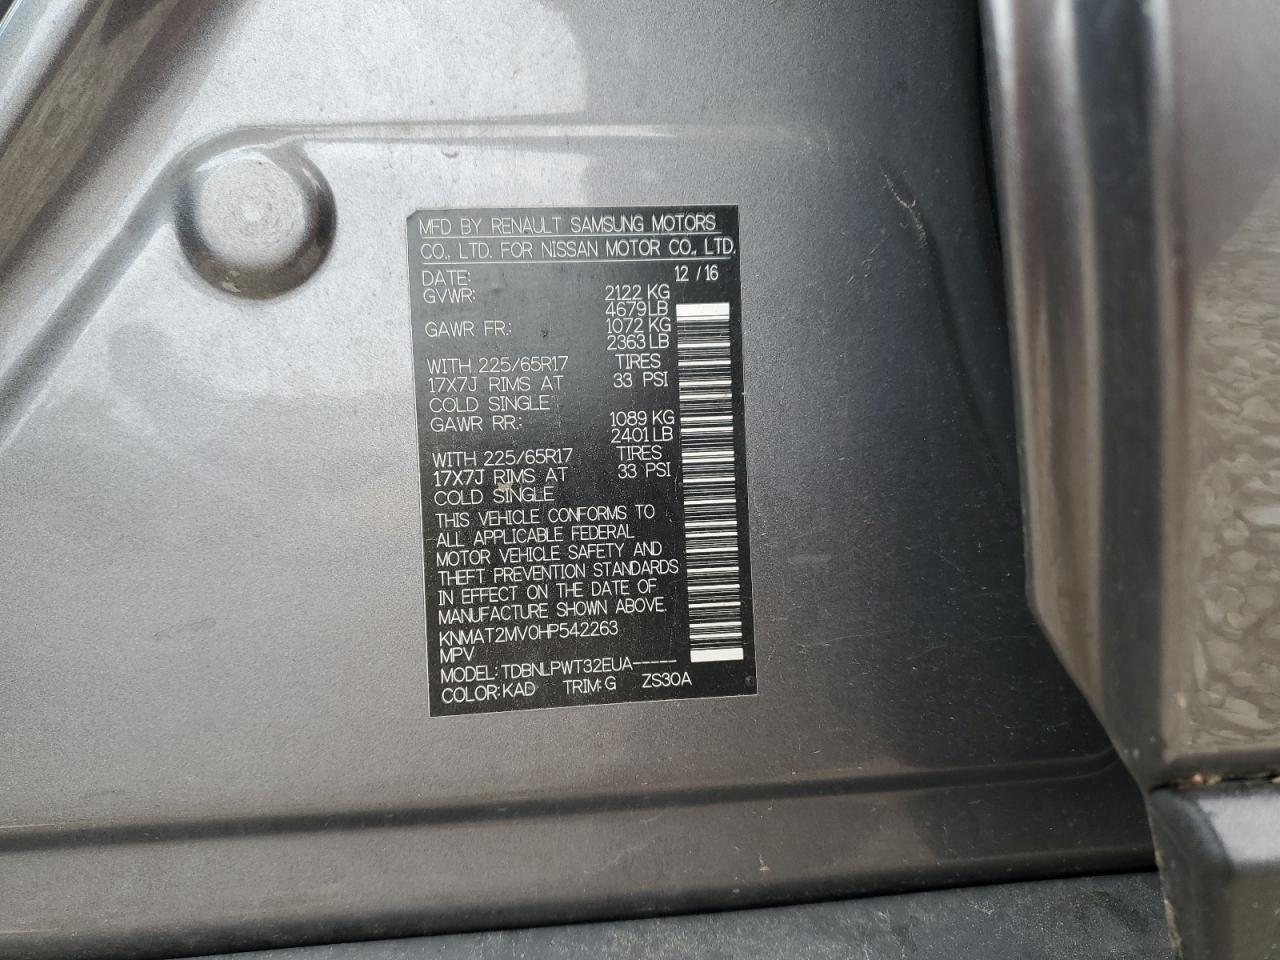 MFD BY RENAULT SAMSUNG MOTORS
CO., LTD. FOR NISSAN MOTOR CO., LTD.
DATE: 12 / 16
GVWR: 2122 KG
4679 LB
GAWR FR.: 1072 KG
2363 LB
WITH 225/65R17 TIRES
17X7J RIMS AT 33 PSI
COLD SINGLE
GAWR RR.: 1089 KG
2401 LB
WITH 225/65R17 TIRES
17X7J RIMS AT 33 PSI
COLD SINGLE
THIS VEHICLE CONFORMS TO
ALL APPLICABLE FEDERAL
MOTOR VEHICLE SAFETY AND
THEFT PREVENTION STANDARDS
IN EFFECT ON THE DATE OF
MANUFACTURE SHOWN ABOVE.
KNMAT2MV0HP542263
MPV
MODEL: TDBNLPWT32EUA-----
COLOR: KAD TRIM: G ZS30A